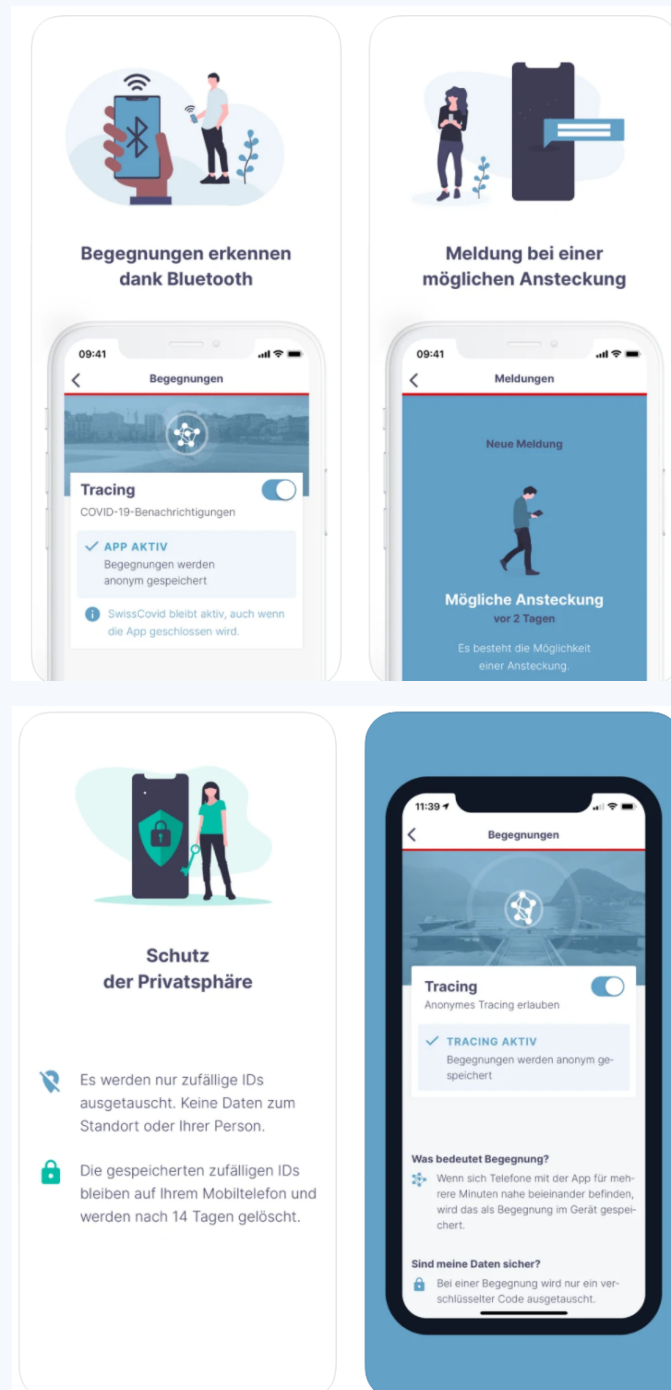 Begegnungen erkennen
dank Bluetooth
09:41
Begegnungen
Tracing
COVID-19-Benachrichtigungen
APP AKTIV
Begegnungen werden
anonym gespeichert
SwissCovid bleibt aktiv, auch wenn
die App geschlossen wird.
Meldung bei einer
möglichen Ansteckung
09:41
Meldungen
Neue Meldung
Mögliche Ansteckung
vor 2 Tagen
Es besteht die Möglichkeit
einer Ansteckung.
Schutz
der Privatsphäre
Es werden nur zufällige IDs
ausgetauscht. Keine Daten zum
Standort oder Ihrer Person.
Die gespeicherten zufälligen IDs
bleiben auf Ihrem Mobiltelefon und
werden nach 14 Tagen gelöscht.
11:39
Begegnungen
Tracing
Anonymes Tracing erlauben
TRACING AKTIV
Begegnungen werden anonym ge-
speichert
Was bedeutet Begegnung?
Wenn sich Telefone mit der App für meh-
rere Minuten nahe beieinander befinden,
wird das als Begegnung im Gerät gespei-
chert.
Sind meine Daten sicher?
Bei einer Begegnung wird nur ein ver-
schlüsselter Code ausgetauscht.